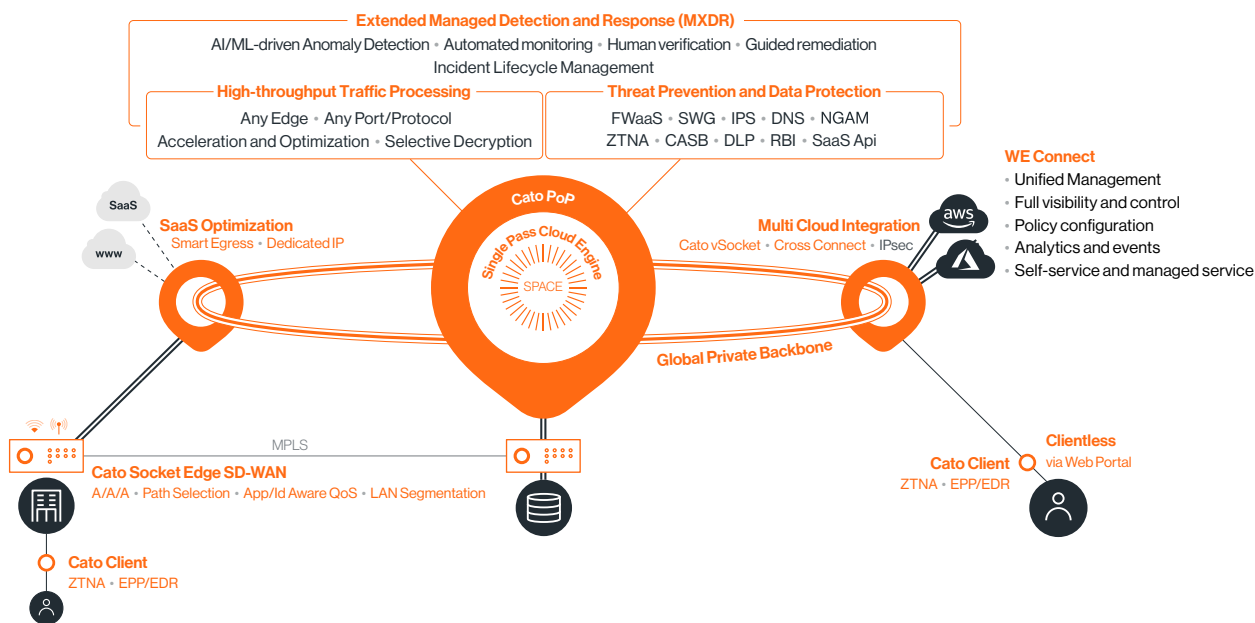 Extended Managed Detection and Response (MXDR)
AI/ML-driven Anomaly Detection • Automated monitoring • Human verification • Guided remediation
Incident Lifecycle Management
High-throughput Traffic Processing
Any Edge • Any Port/Protocol
Acceleration and Optimization • Selective Decryption
Threat Prevention and Data Protection
FWaaS • SWG • IPS • DNS • NGAM
ZTNA • CASB • DLP • RBI • SaaS Api
WE Connect
• Unified Management
• Full visibility and control
• Policy configuration
• Analytics and events
• Self-service and managed service
SaaS
www
SaaS Optimization
Smart Egress • Dedicated IP
Cato PoP
Single Pass Cloud Engine
SPACE
Multi Cloud Integration
Cato vSocket • Cross Connect • IPsec
aws
Global Private Backbone
MPLS
Cato Socket Edge SD-WAN
A/A/A • Path Selection • App/Id Aware QoS • LAN Segmentation
Cato Client
ZTNA • EPP/EDR
Clientless
via Web Portal
Cato Client
ZTNA • EPP/EDR